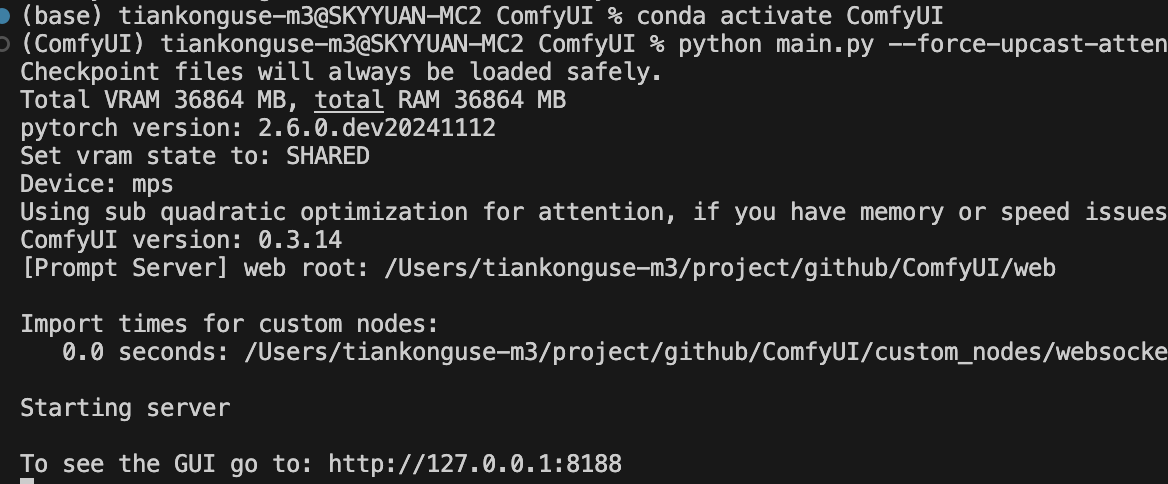 (base) tiankonguse-m3@SKYYUAN-MC2 ComfyUI % conda activate ComfyUI
(ComfyUI) tiankonguse-m3@SKYYUAN-MC2 ComfyUI % python main.py --force-upcast-atten
Checkpoint files will always be loaded safely.
Total VRAM 36864 MB, total RAM 36864 MB
pytorch version: 2.6.0.dev20241112
Set vram state to: SHARED
Device: mps
Using sub quadratic optimization for attention, if you have memory or speed issues
ComfyUI version: 0.3.14
[Prompt Server] web root: /Users/tiankonguse-m3/project/github/ComfyUI/web
Import times for custom nodes:
0.0 seconds: /Users/tiankonguse-m3/project/github/ComfyUI/custom_nodes/websocke
Starting server
To see the GUI go to: http://127.0.0.1:8188